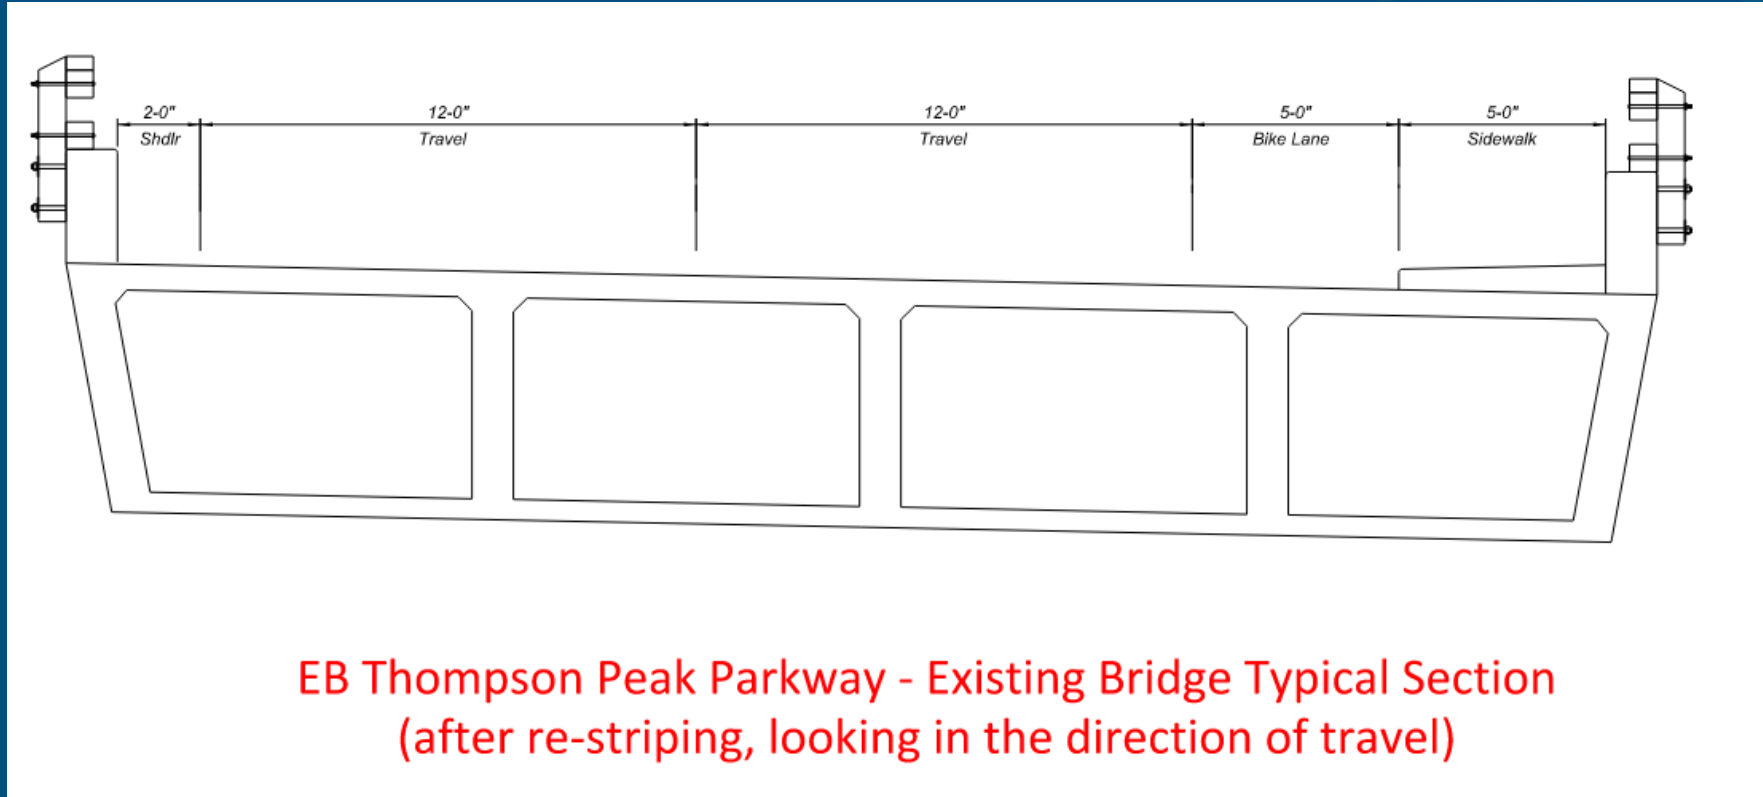 2-0" 12-0" 12-0" 5-0" 5-0"
Shdlr Travel Travel Bike Lane Sidewalk
EB Thompson Peak Parkway - Existing Bridge Typical Section
(after re-striping, looking in the direction of travel)